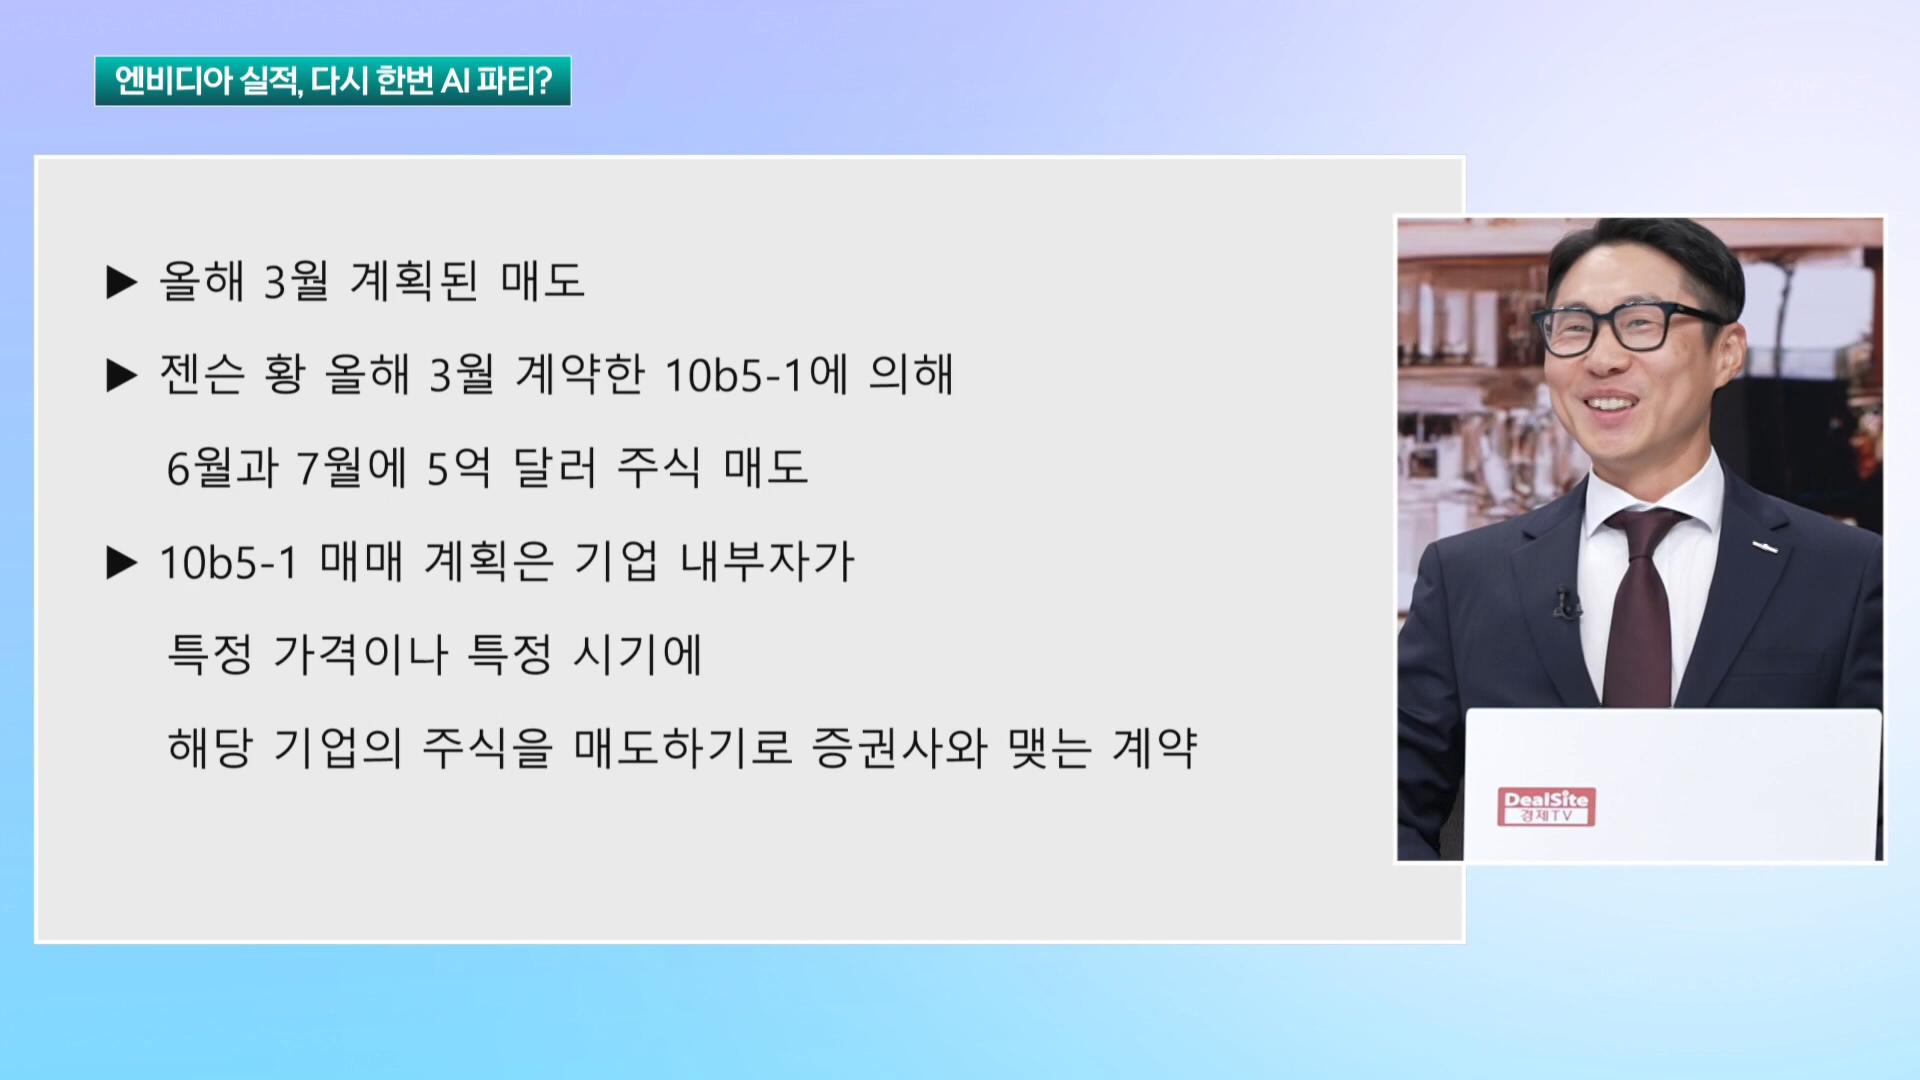 엔비디아 실적, 다시 한번 AI 파티?
▶ 올해 3월 계획된 매도
▶ 젠슨 황 올해 3월 계약한 10b5-1에 의해
6월과 7월에 5억 달러 주식 매도
▶ 10b5-1 매매 계획은 기업 내부자가
특정 가격이나 특정 시기에
해당 기업의 주식을 매도하기로 증권사와 맺는 계약
DealSite
경제TV